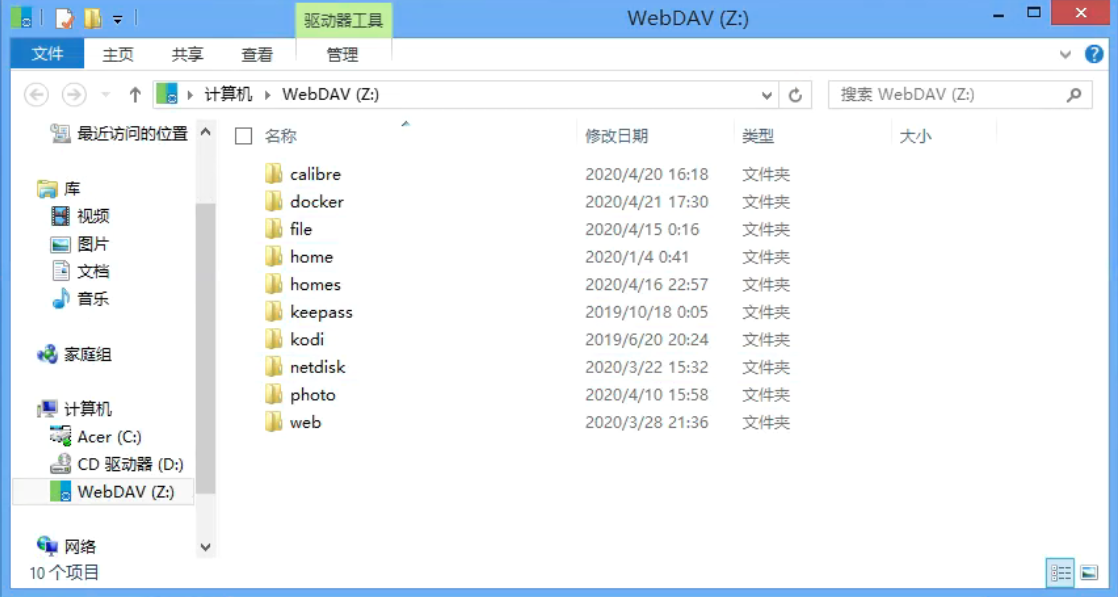 驱动器工具
WebDAV (Z:)
文件 主页 共享 查看 管理
计算机 WebDAV (Z:)
搜索 WebDAV (Z:)
最近访问的位置
库
视频
图片
文档
音乐
家庭组
计算机
Acer (C:)
CD 驱动器 (D:)
WebDAV (Z:)
网络
名称 修改日期 类型 大小
calibre 2020/4/20 16:18 文件夹
docker 2020/4/21 17:30 文件夹
file 2020/4/15 0:16 文件夹
home 2020/1/4 0:41 文件夹
homes 2020/4/16 22:57 文件夹
keepass 2019/10/18 0:05 文件夹
kodi 2019/6/20 20:24 文件夹
netdisk 2020/3/22 15:32 文件夹
photo 2020/4/10 15:58 文件夹
web 2020/3/28 21:36 文件夹
10 个项目